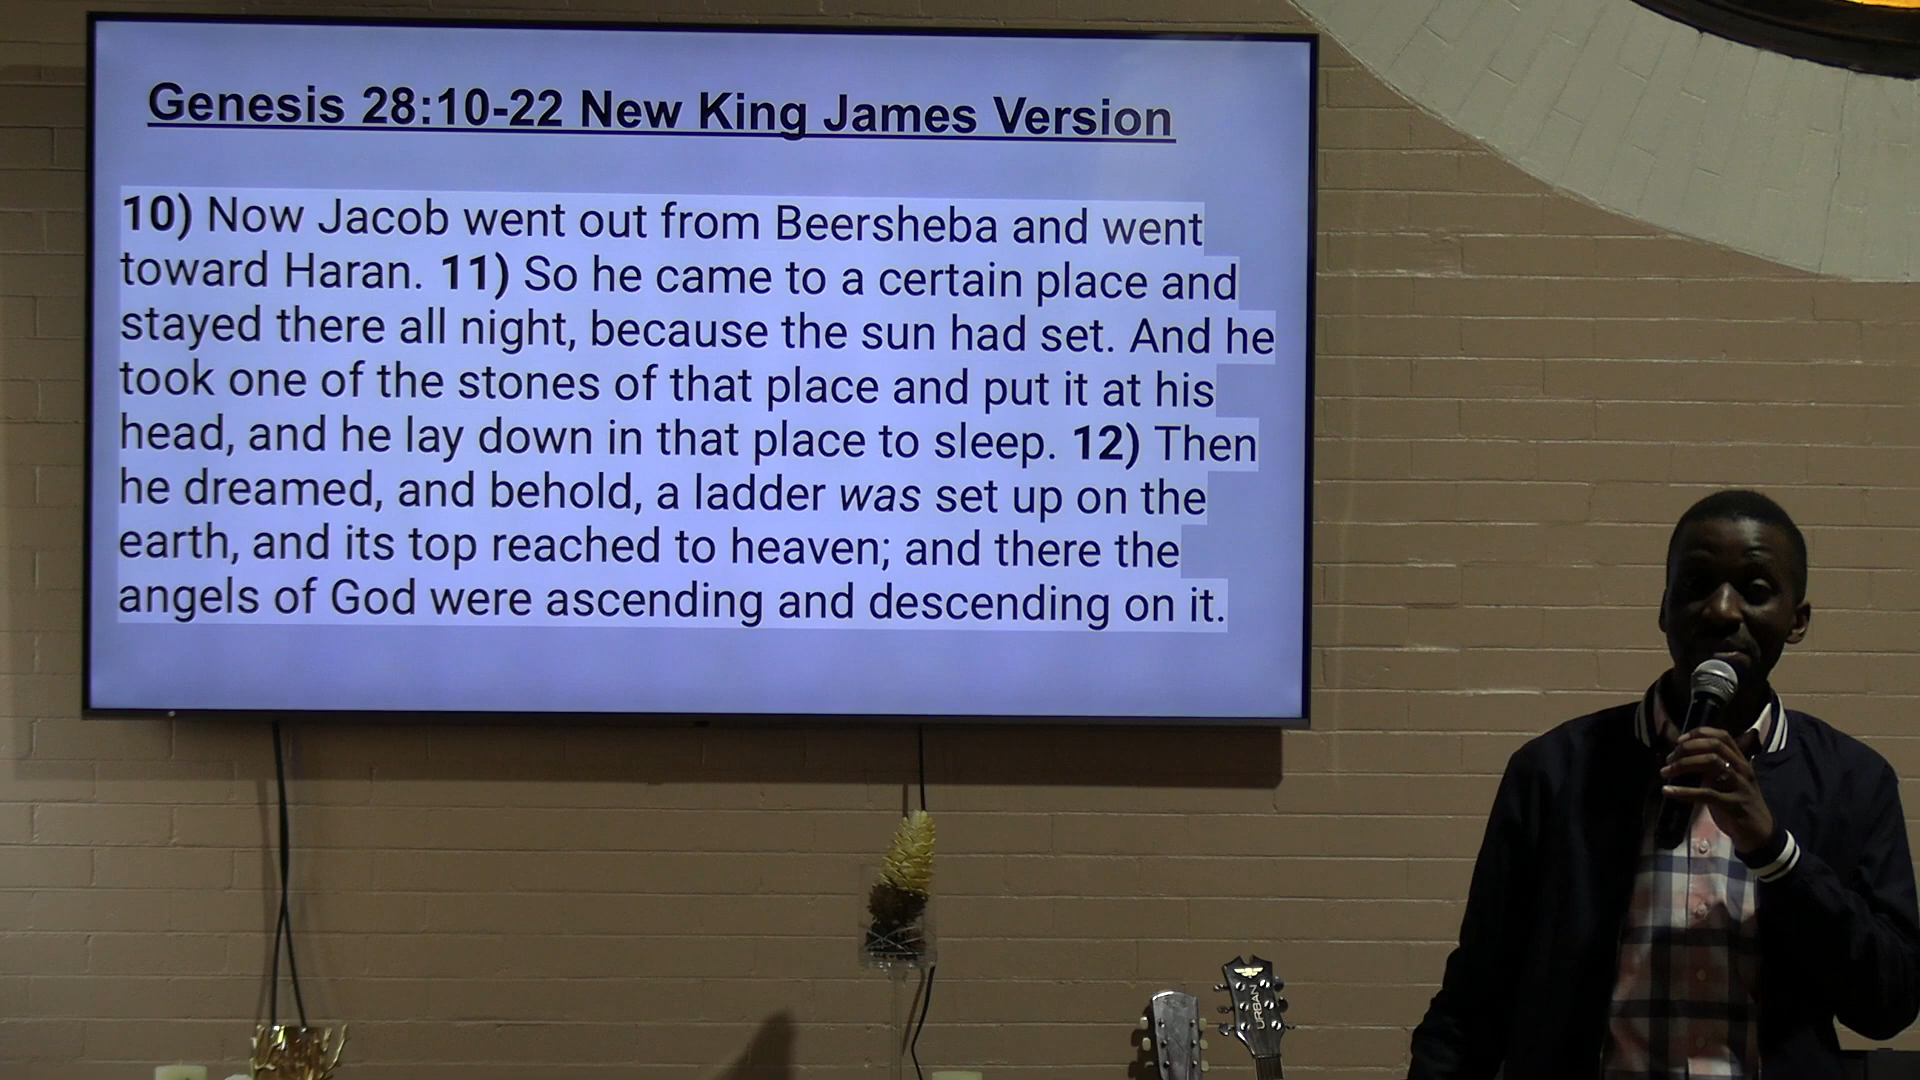 Genesis 28:10-22 New King James Version
10) Now Jacob went out from Beersheba and went
toward Haran. 11) So he came to a certain place and
stayed there all night, because the sun had set. And he
took one of the stones of that place and put it at his
head, and he lay down in that place to sleep. 12) Then
he dreamed, and behold, a ladder was set up on the
earth, and its top reached to heaven; and there the
angels of God were ascending and descending on it.
URBAN